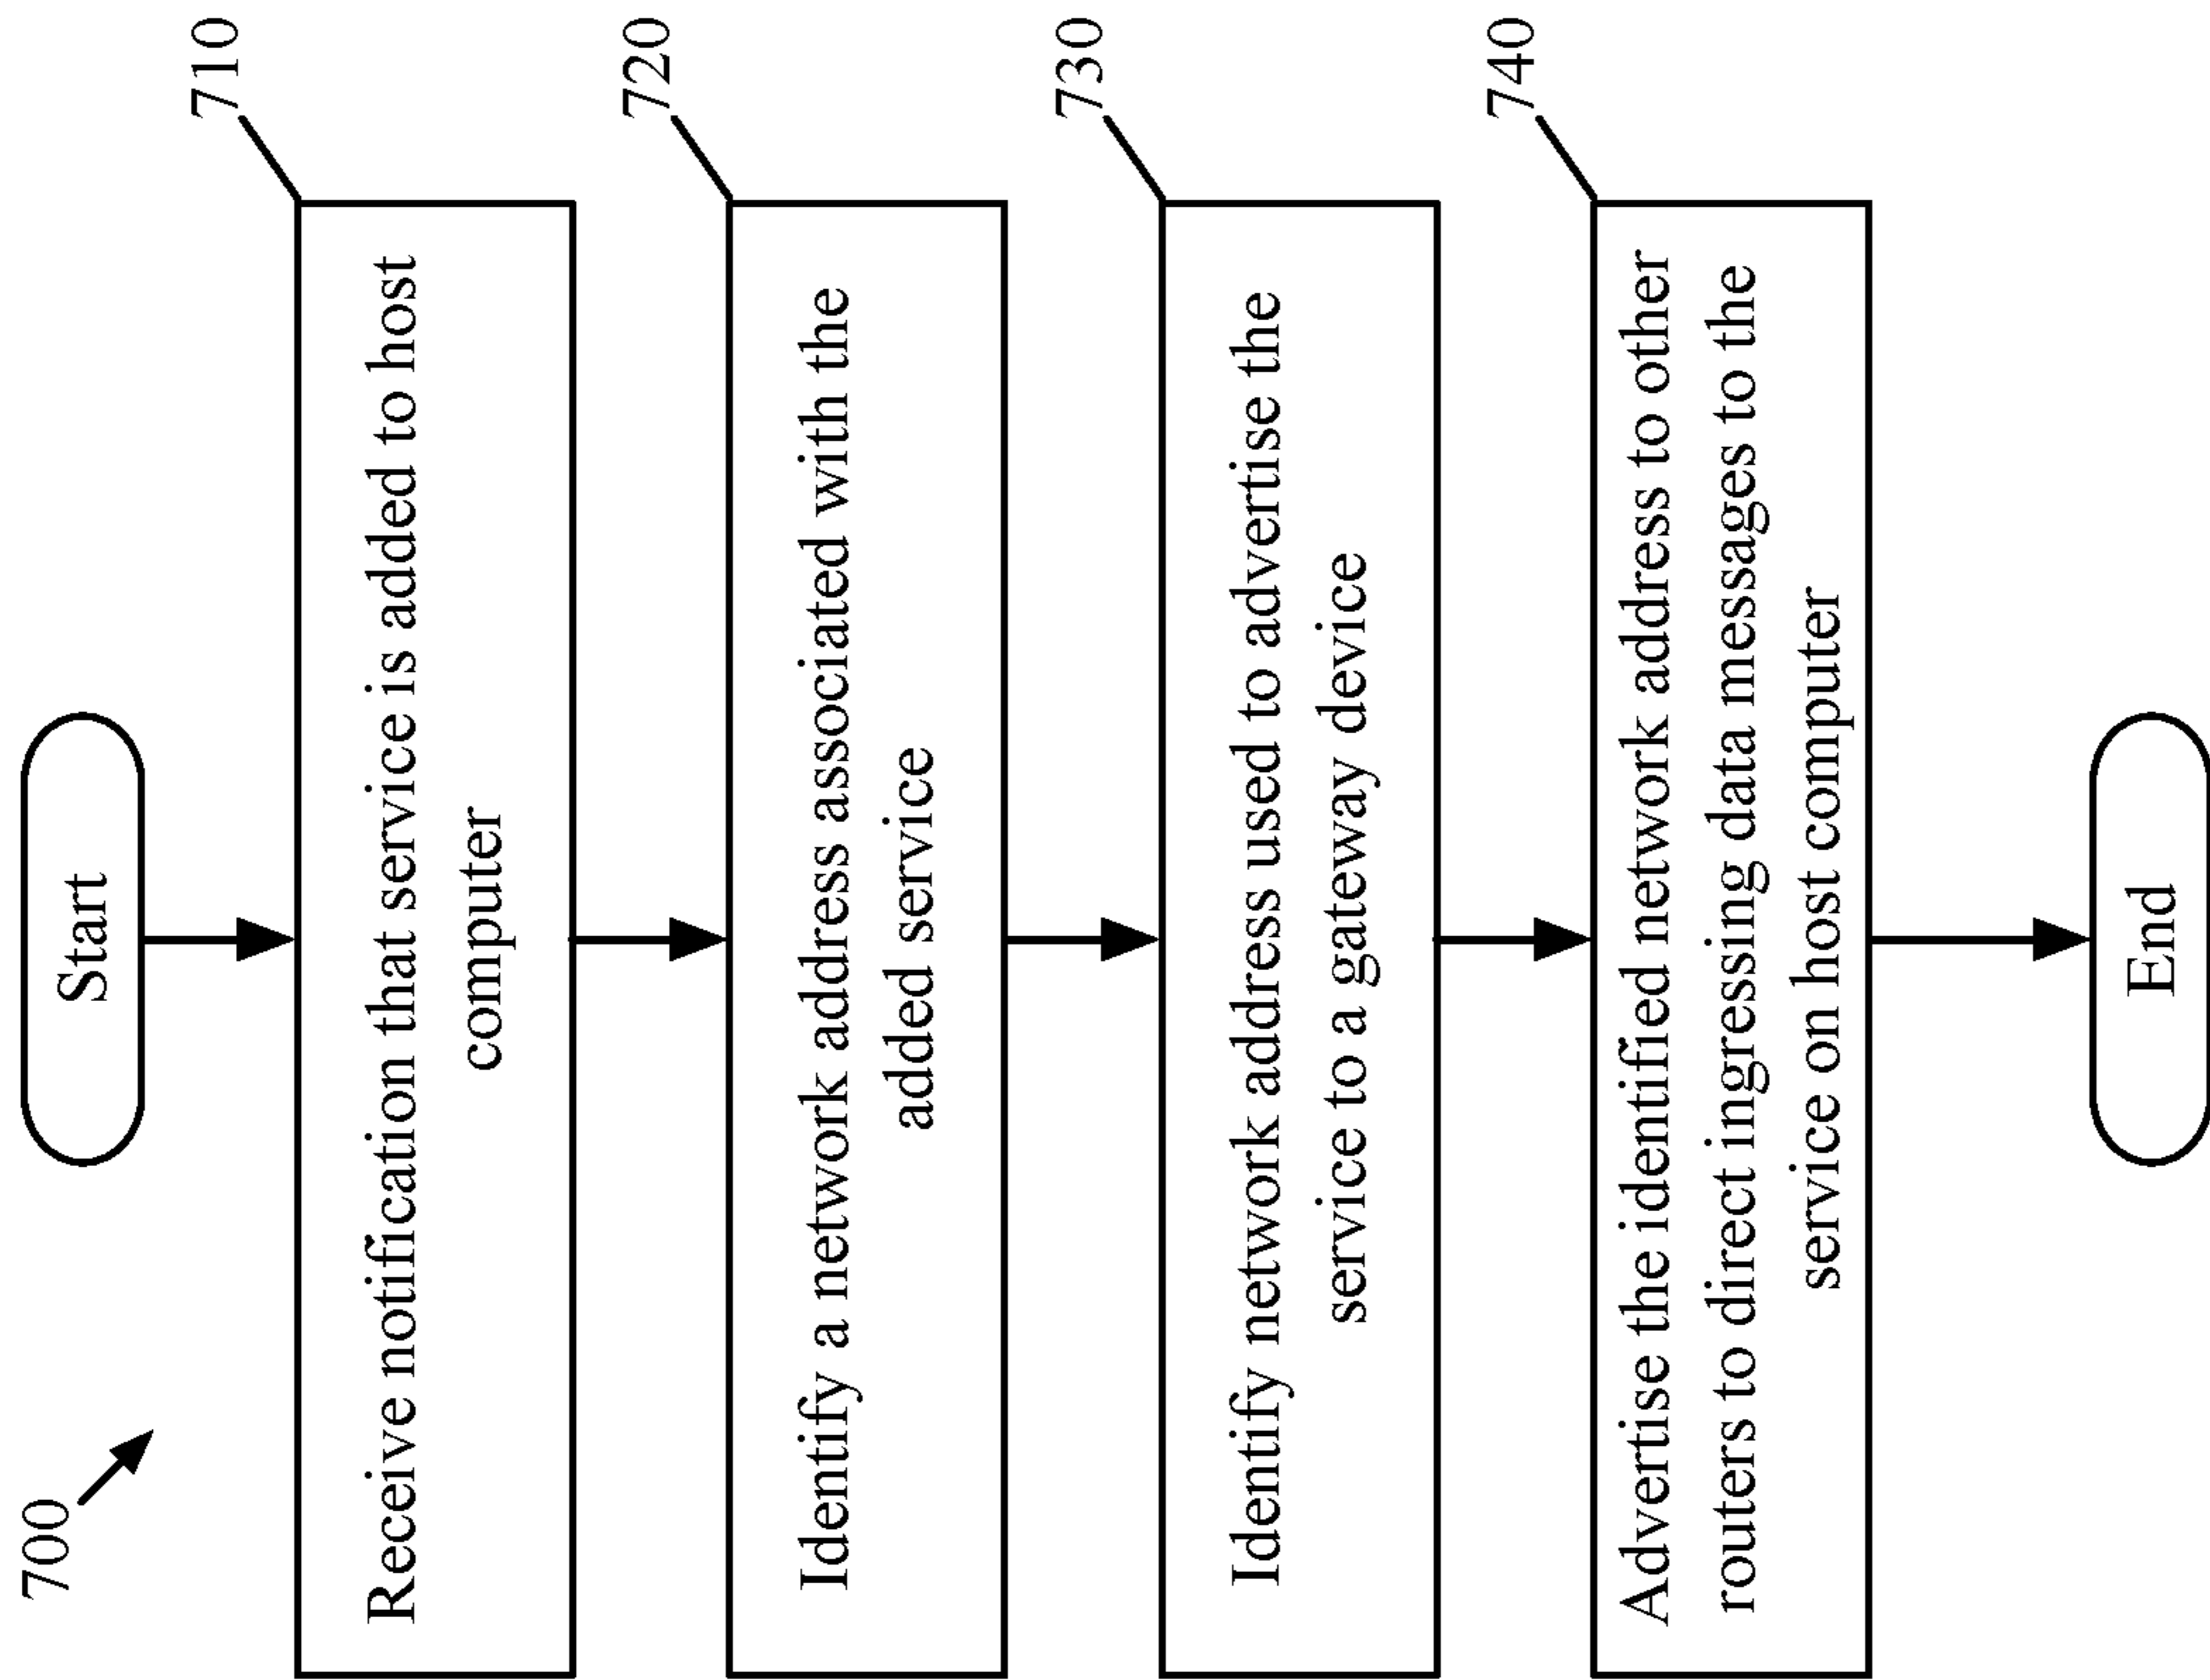 700
Start
710
Receive notification that service is added to host
computer
720
Identify a network address associated with the
added service
730
Identify network address used to advertise the
service to a gateway device
740
Advertise the identified network address to other
routers to direct ingressing data messages to the
service on host computer
End